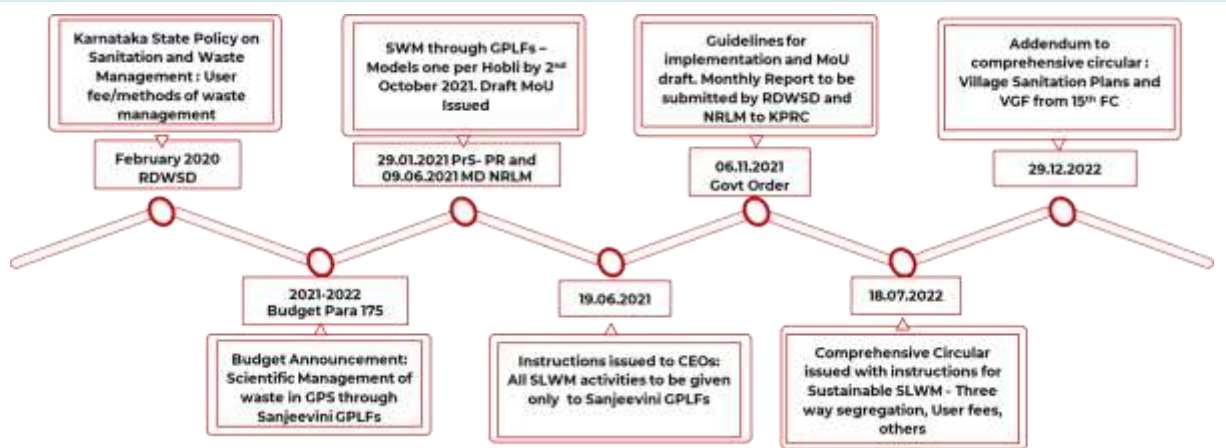 Karnataka State Policy on
Sanitation and Waste
Management : User
fee/methods of waste
management
February 2020
RDWSD
2021-2022
Budget Para 175
Budget Announcement:
Scientific Management of
waste in GPS through
Sanjeevini GPLFs
SWM through GPLFs –
Models one per Hobli by 2nd
October 2021. Draft MoU
Issued
29.01.2021 PrS- PR and
09.06.2021 MD NRLM
19.06.2021
Instructions issued to CEOs:
All SLWM activities to be given
only to Sanjeevini GPLFs
Guidelines for
implementation and MoU
draft. Monthly Report to be
submitted by RDWSD and
NRLM to KPRC
06.11.2021
Govt Order
18.07.2022
Comprehensive Circular
issued with instructions for
Sustainable SLWM - Three
way segregation, User fees,
others
Addendum to
comprehensive circular :
Village Sanitation Plans and
VGF from 15th FC
29.12.2022